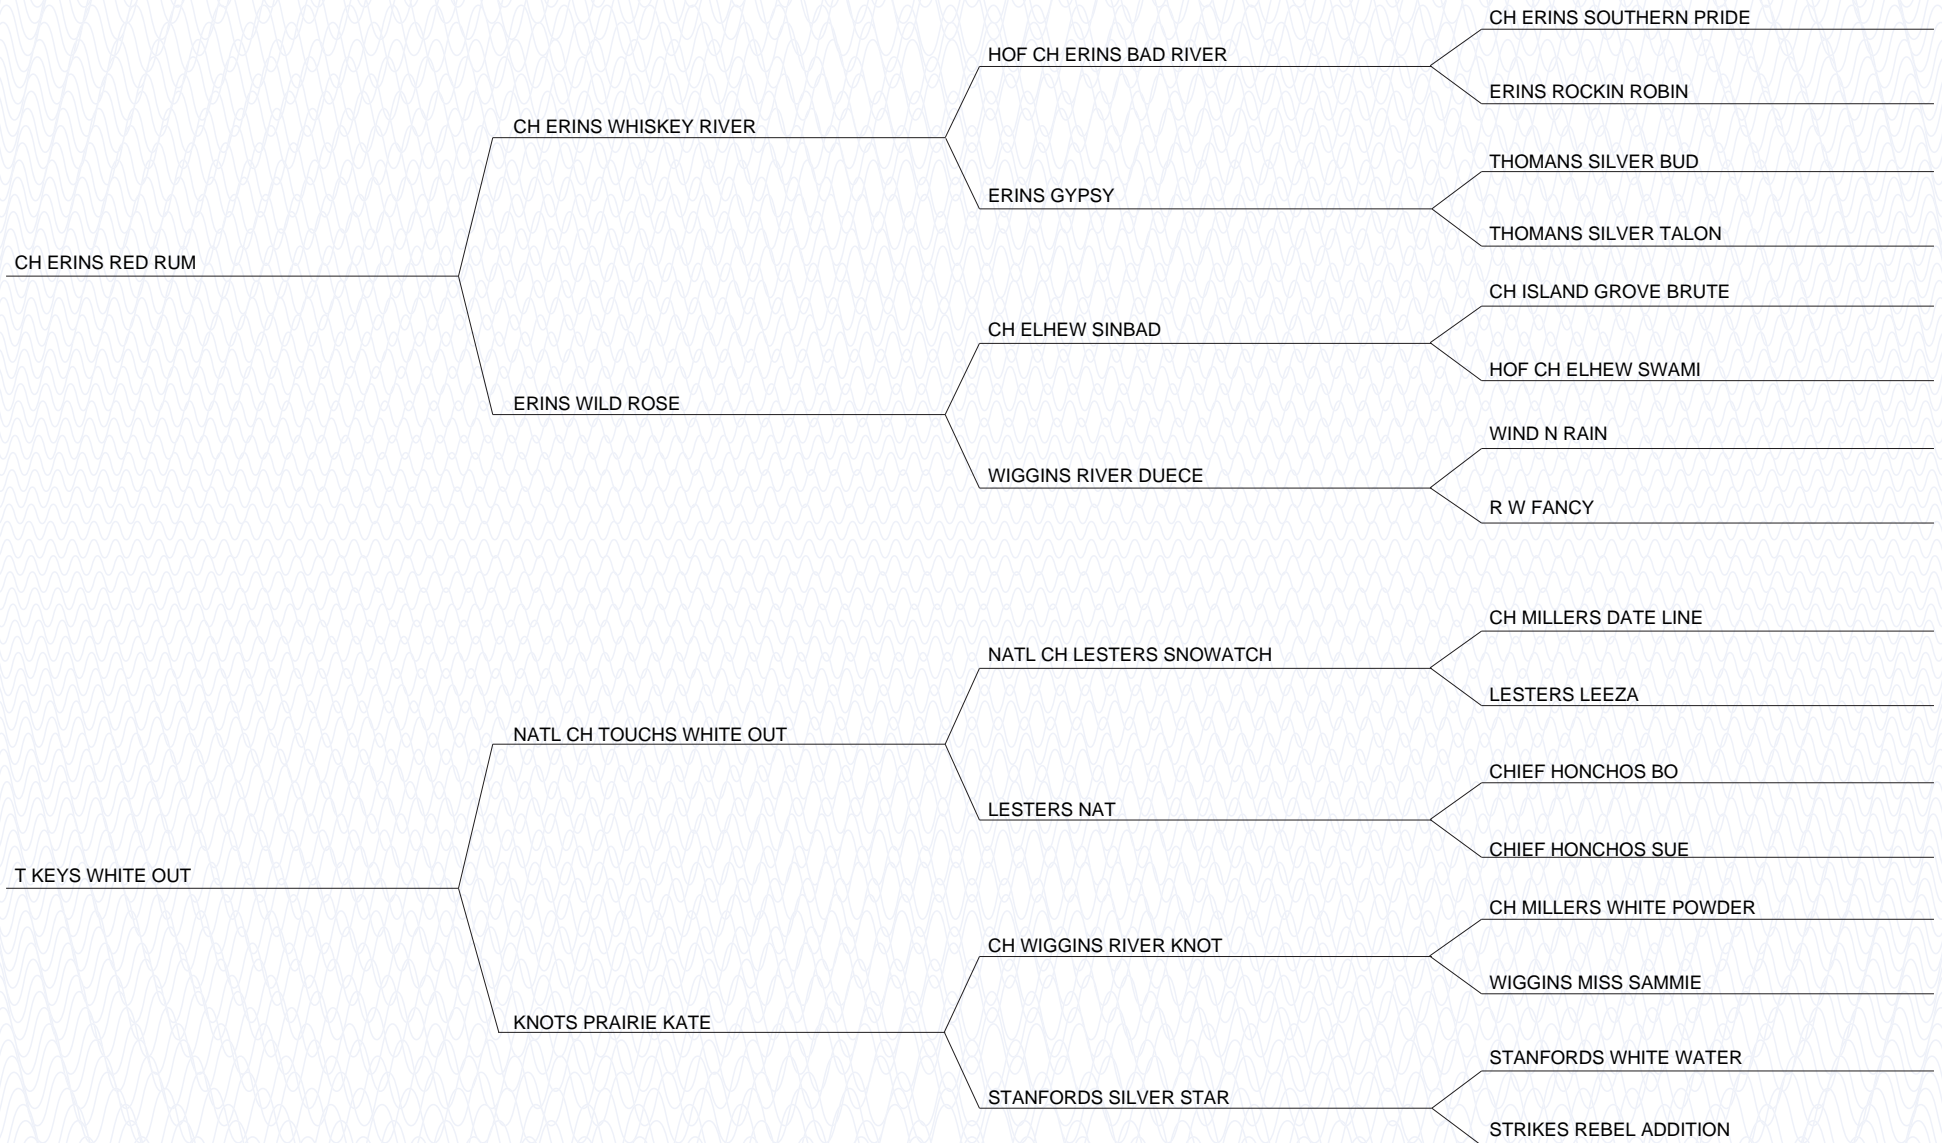 CH ERINS SOUTHERN PRIDE
HOF CH ERINS BAD RIVER
ERINS ROCKIN ROBIN
CH ERINS WHISKEY RIVER
THOMANS SILVER BUD
ERINS GYPSY
THOMANS SILVER TALON
CH ERINS RED RUM
CH ISLAND GROVE BRUTE
CH ELHEW SINBAD
HOF CH ELHEW SWAMI
ERINS WILD ROSE
WIND N RAIN
WIGGINS RIVER DUECE
R W FANCY
CH MILLERS DATE LINE
NATL CH LESTERS SNOWATCH
LESTERS LEEZA
NATL CH TOUCHS WHITE OUT
CHIEF HONCHOS BO
LESTERS NAT
CHIEF HONCHOS SUE
T KEYS WHITE OUT
CH MILLERS WHITE POWDER
CH WIGGINS RIVER KNOT
WIGGINS MISS SAMMIE
KNOTS PRAIRIE KATE
STANFORDS WHITE WATER
STANFORDS SILVER STAR
STRIKES REBEL ADDITION